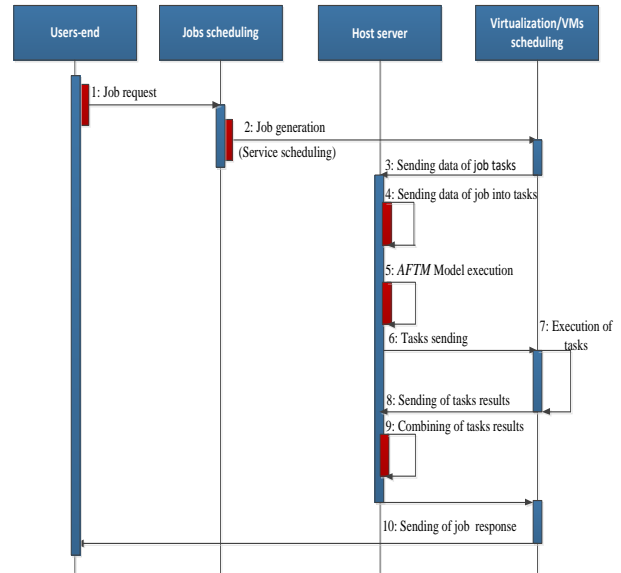 Users-end
Jobs scheduling
Host server
Virtualization/VMs
scheduling
1: Job request
2: Job generation
(Service scheduling)
3: Sending data of job tasks
4: Sending data of job into tasks
5: AFTM Model execution
6: Tasks sending
7: Execution of
tasks
8: Sending of tasks results
9: Combining of tasks results
10: Sending of job response